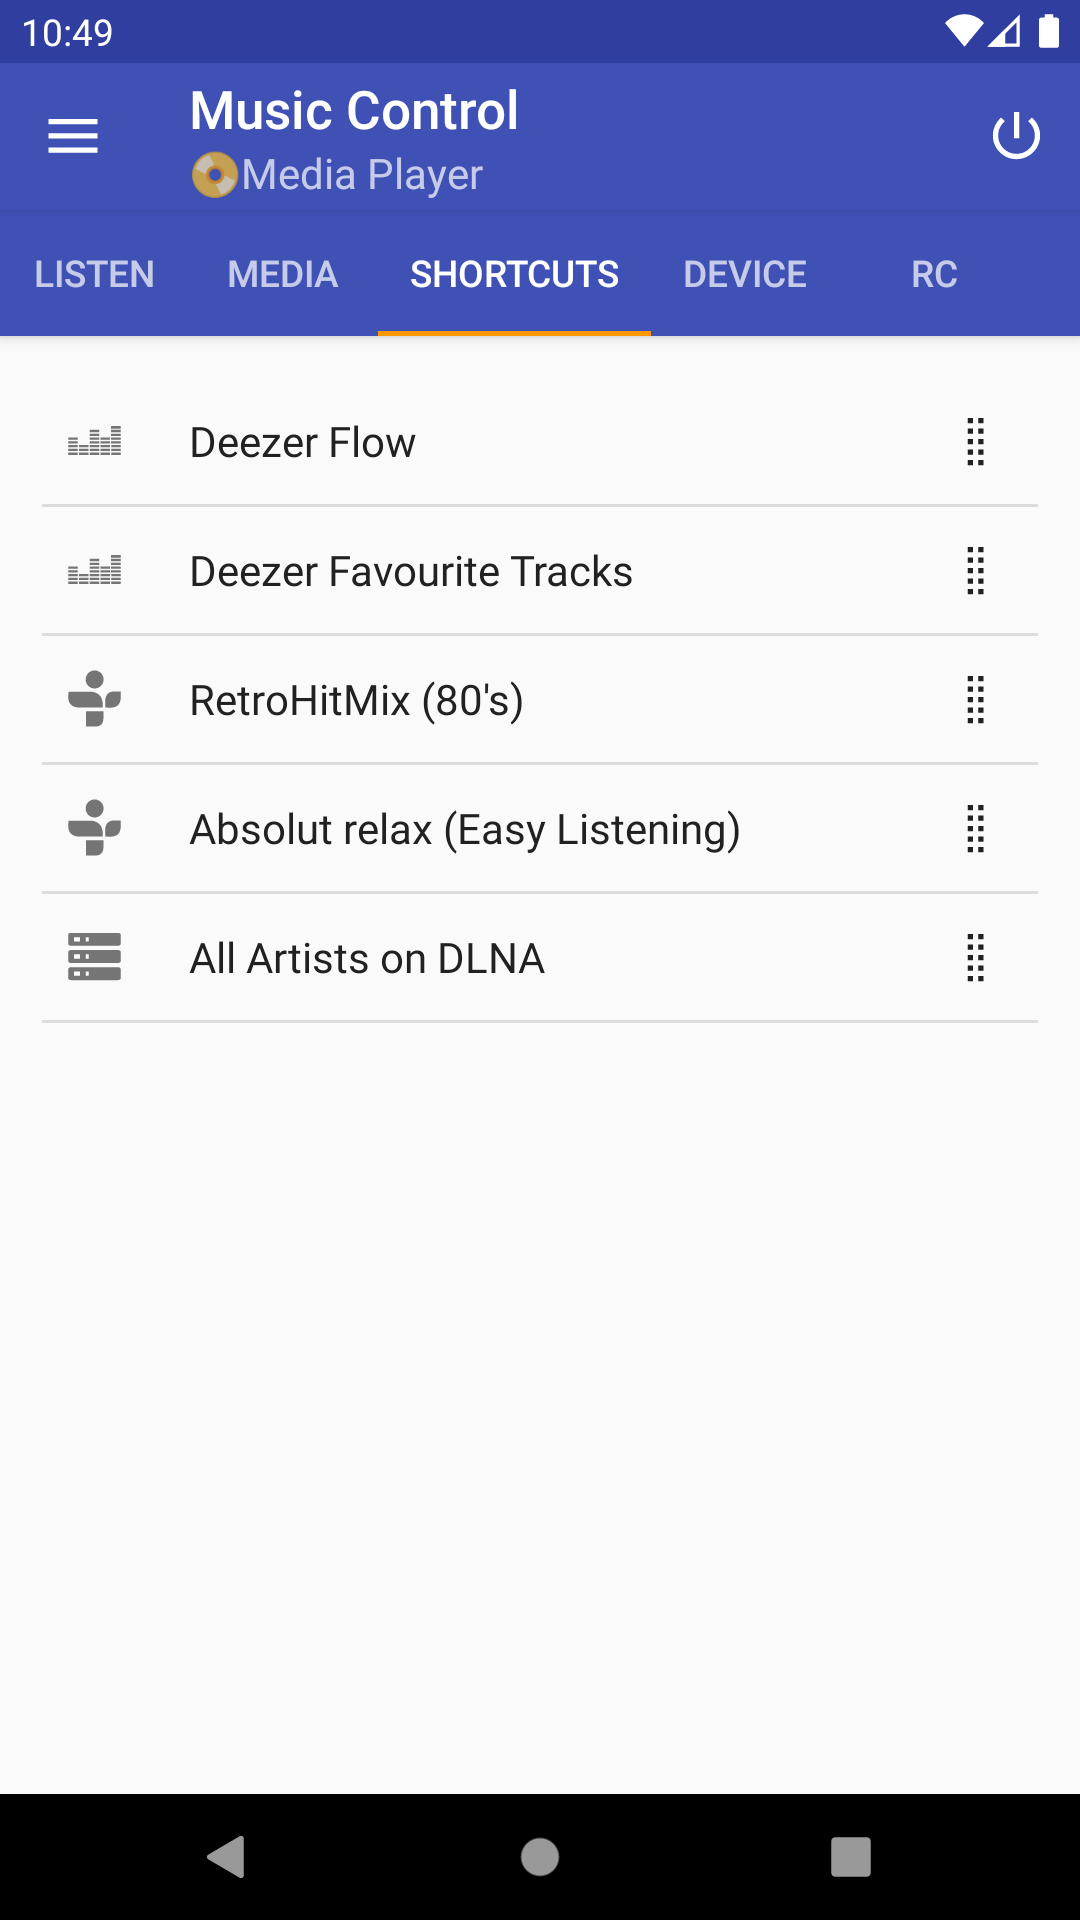 10:49
Music Control
Media Player
LISTEN MEDIA SHORTCUTS DEVICE RC
Deezer Flow
Deezer Favourite Tracks
RetroHitMix (80's)
Absolut relax (Easy Listening)
All Artists on DLNA